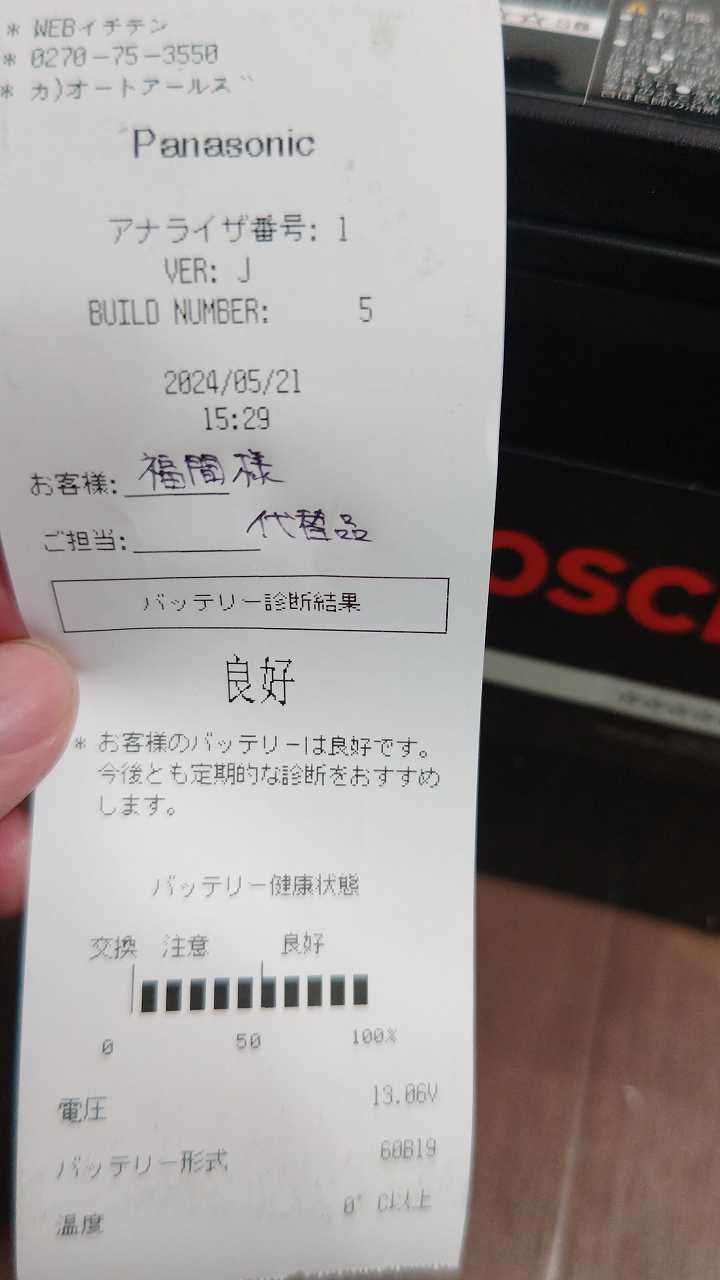 * WEBイチテン
* 0270-75-3550
* カ)オートアールズ
Panasonic
アナライザ番号: 1
VER: J
BUILD NUMBER: 5
2024/05/21
15:29
お客様: 福間様
代替品
ご担当:
バッテリー診断結果
良好
* お客様のバッテリーは良好です。
今後とも定期的な診断をおすすめ
します。
バッテリー健康状態
交換 注意 良好
0 50 100%
電圧 13.06V
バッテリー形式 60B19
温度 0°C以上
OSC